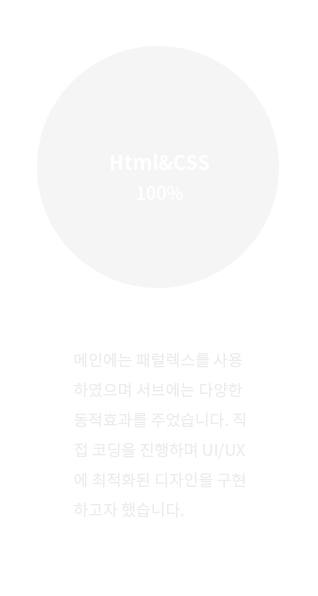 Html&CSS
100%
메인에는 패럴렉스를 사용
하였으며 서브에는 다양한
동적효과를 주었습니다. 직
접 코딩을 진행하며 UI/UX
에 최적화된 디자인을 구현
하고자 했습니다.